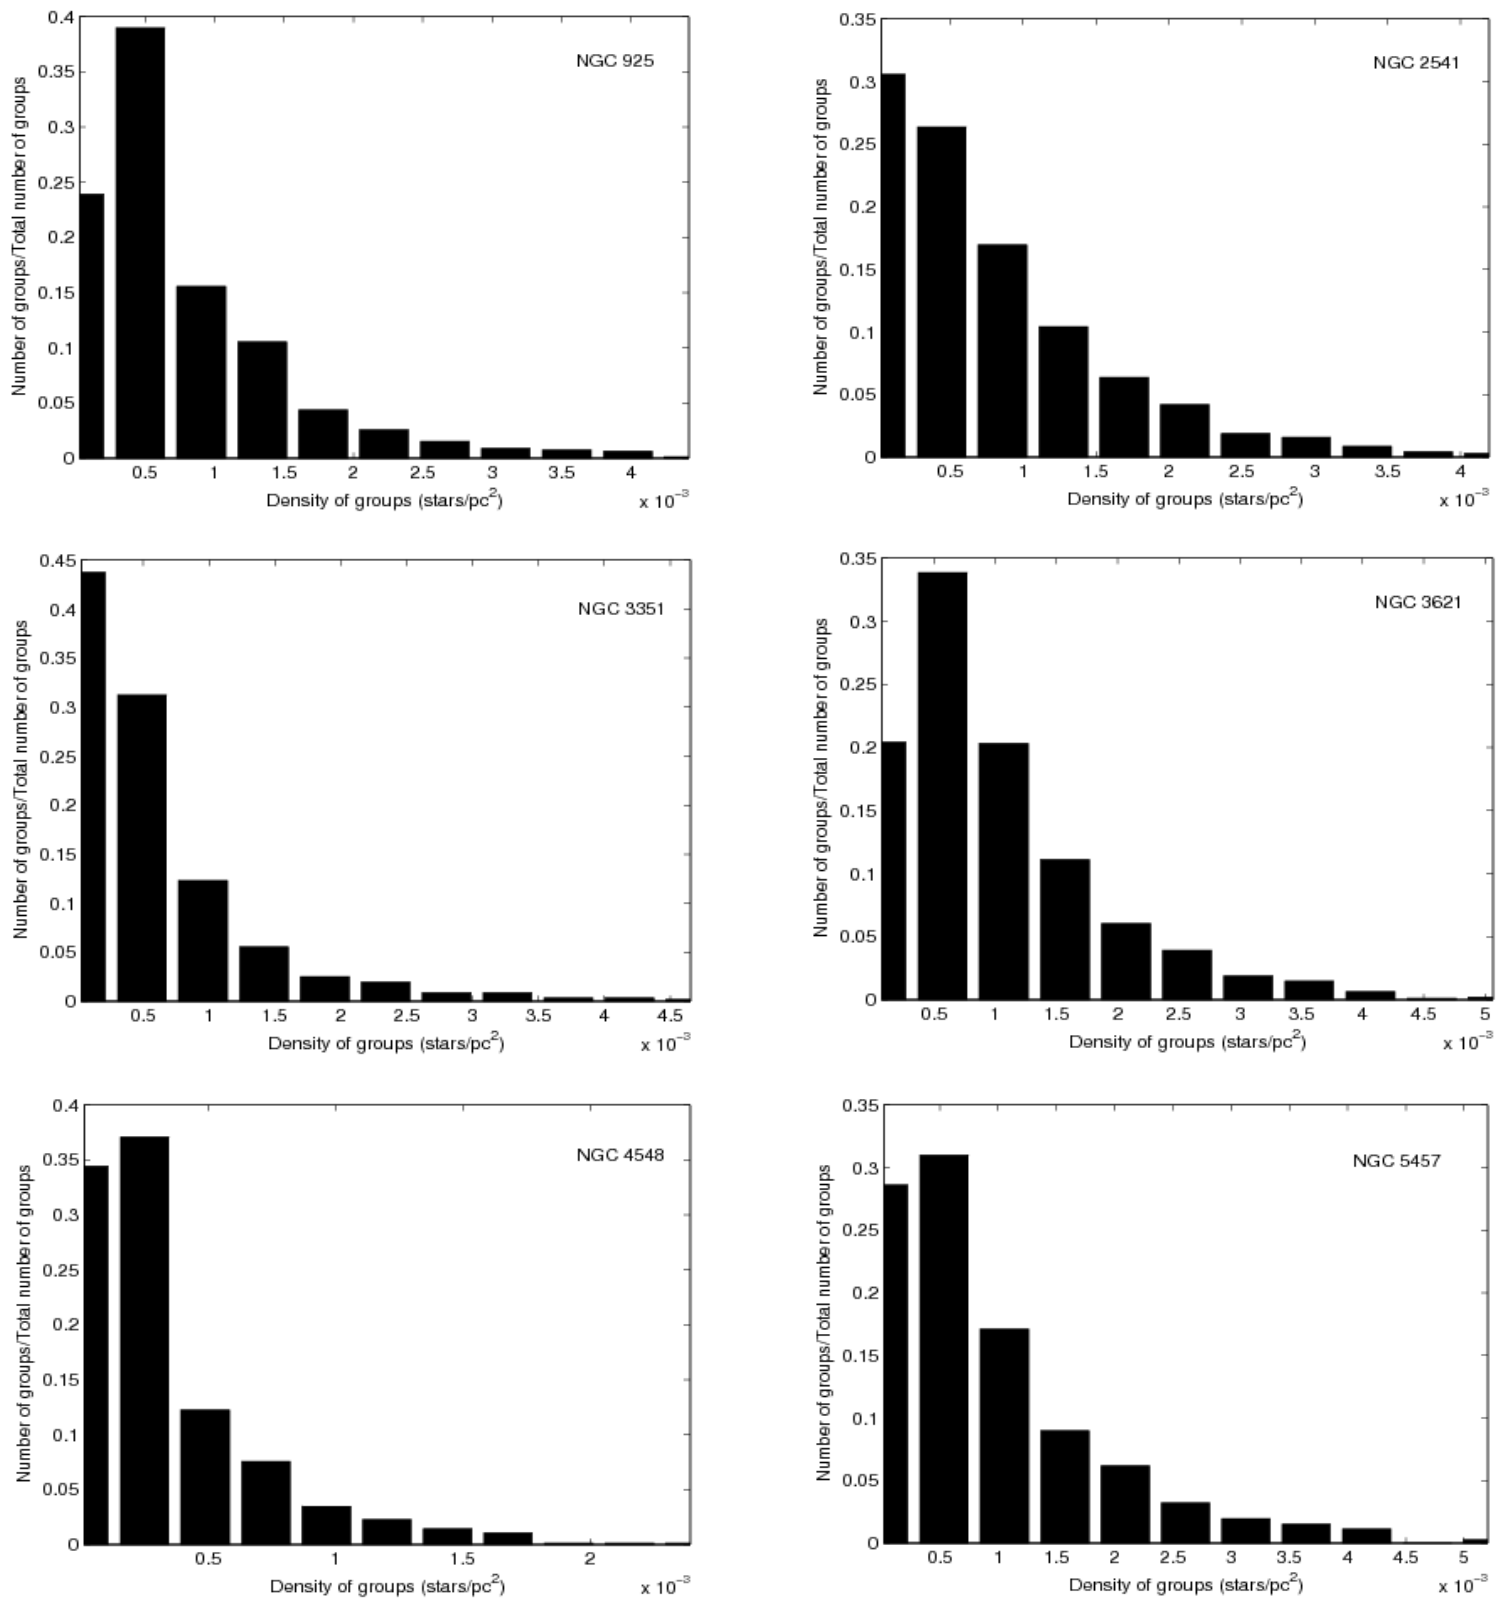 0.4
NGC 925
0.35
0.3
0.25
0.2
0.15
0.1
0.05
0
Number of groups/Total number of groups
0.5 1 1.5 2 2.5 3 3.5 4
Density of groups (stars/pc²)
x 10⁻³
0.35
NGC 2541
0.3
0.25
0.2
0.15
0.1
0.05
0
Number of groups/Total number of groups
0.5 1 1.5 2 2.5 3 3.5 4
Density of groups (stars/pc²)
x 10⁻³
0.45
NGC 3351
0.4
0.35
0.3
0.25
0.2
0.15
0.1
0.05
0
Number of groups/Total number of groups
0.5 1 1.5 2 2.5 3 3.5 4 4.5
Density of groups (stars/pc²)
x 10⁻³
0.35
NGC 3621
0.3
0.25
0.2
0.15
0.1
0.05
0
Number of groups/Total number of groups
0.5 1 1.5 2 2.5 3 3.5 4 4.5 5
Density of groups (stars/pc²)
x 10⁻³
0.4
NGC 4548
0.35
0.3
0.25
0.2
0.15
0.1
0.05
0
Number of groups/Total number of groups
0.5 1 1.5 2
Density of groups (stars/pc²)
x 10⁻³
0.35
NGC 5457
0.3
0.25
0.2
0.15
0.1
0.05
0
Number of groups/Total number of groups
0.5 1 1.5 2 2.5 3 3.5 4 4.5 5
Density of groups (stars/pc²)
x 10⁻³